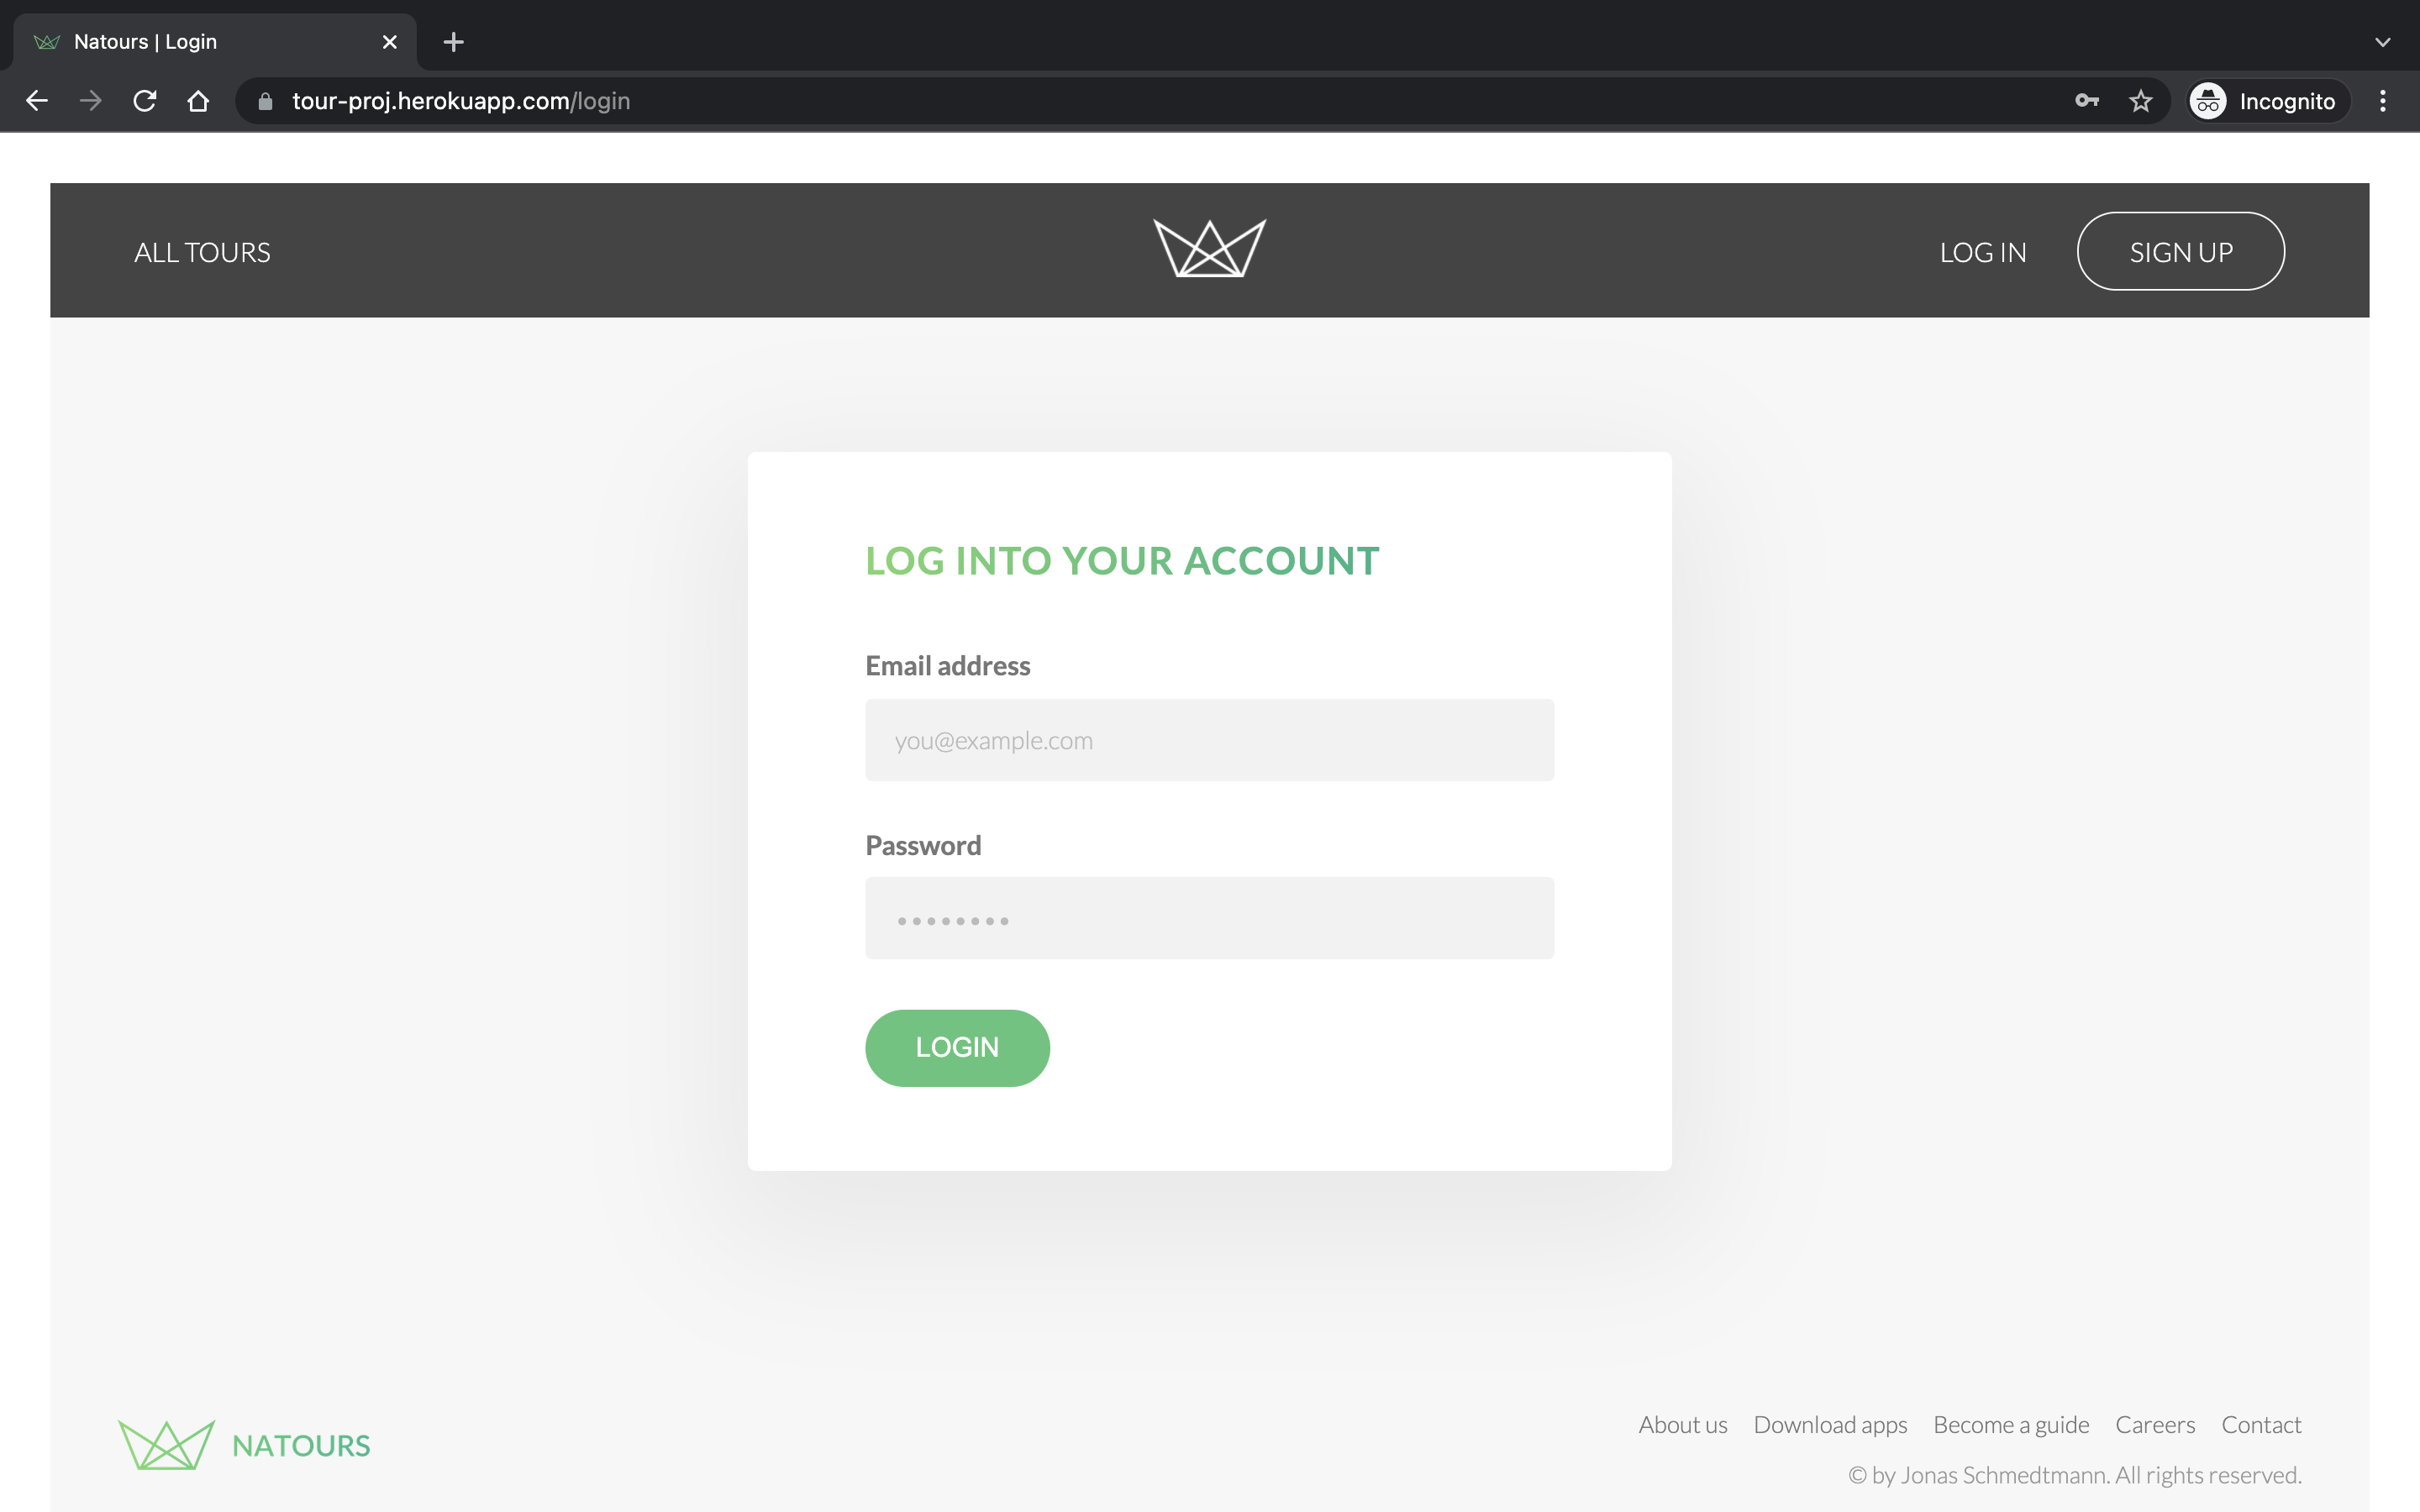 Natours | Login
tour-proj.herokuapp.com/login
Incognito
ALL TOURS
LOG IN
SIGN UP
LOG INTO YOUR ACCOUNT
Email address
you@example.com
Password
••••••••
LOGIN
NATOURS
About us Download apps Become a guide Careers Contact
© by Jonas Schmedtmann. All rights reserved.